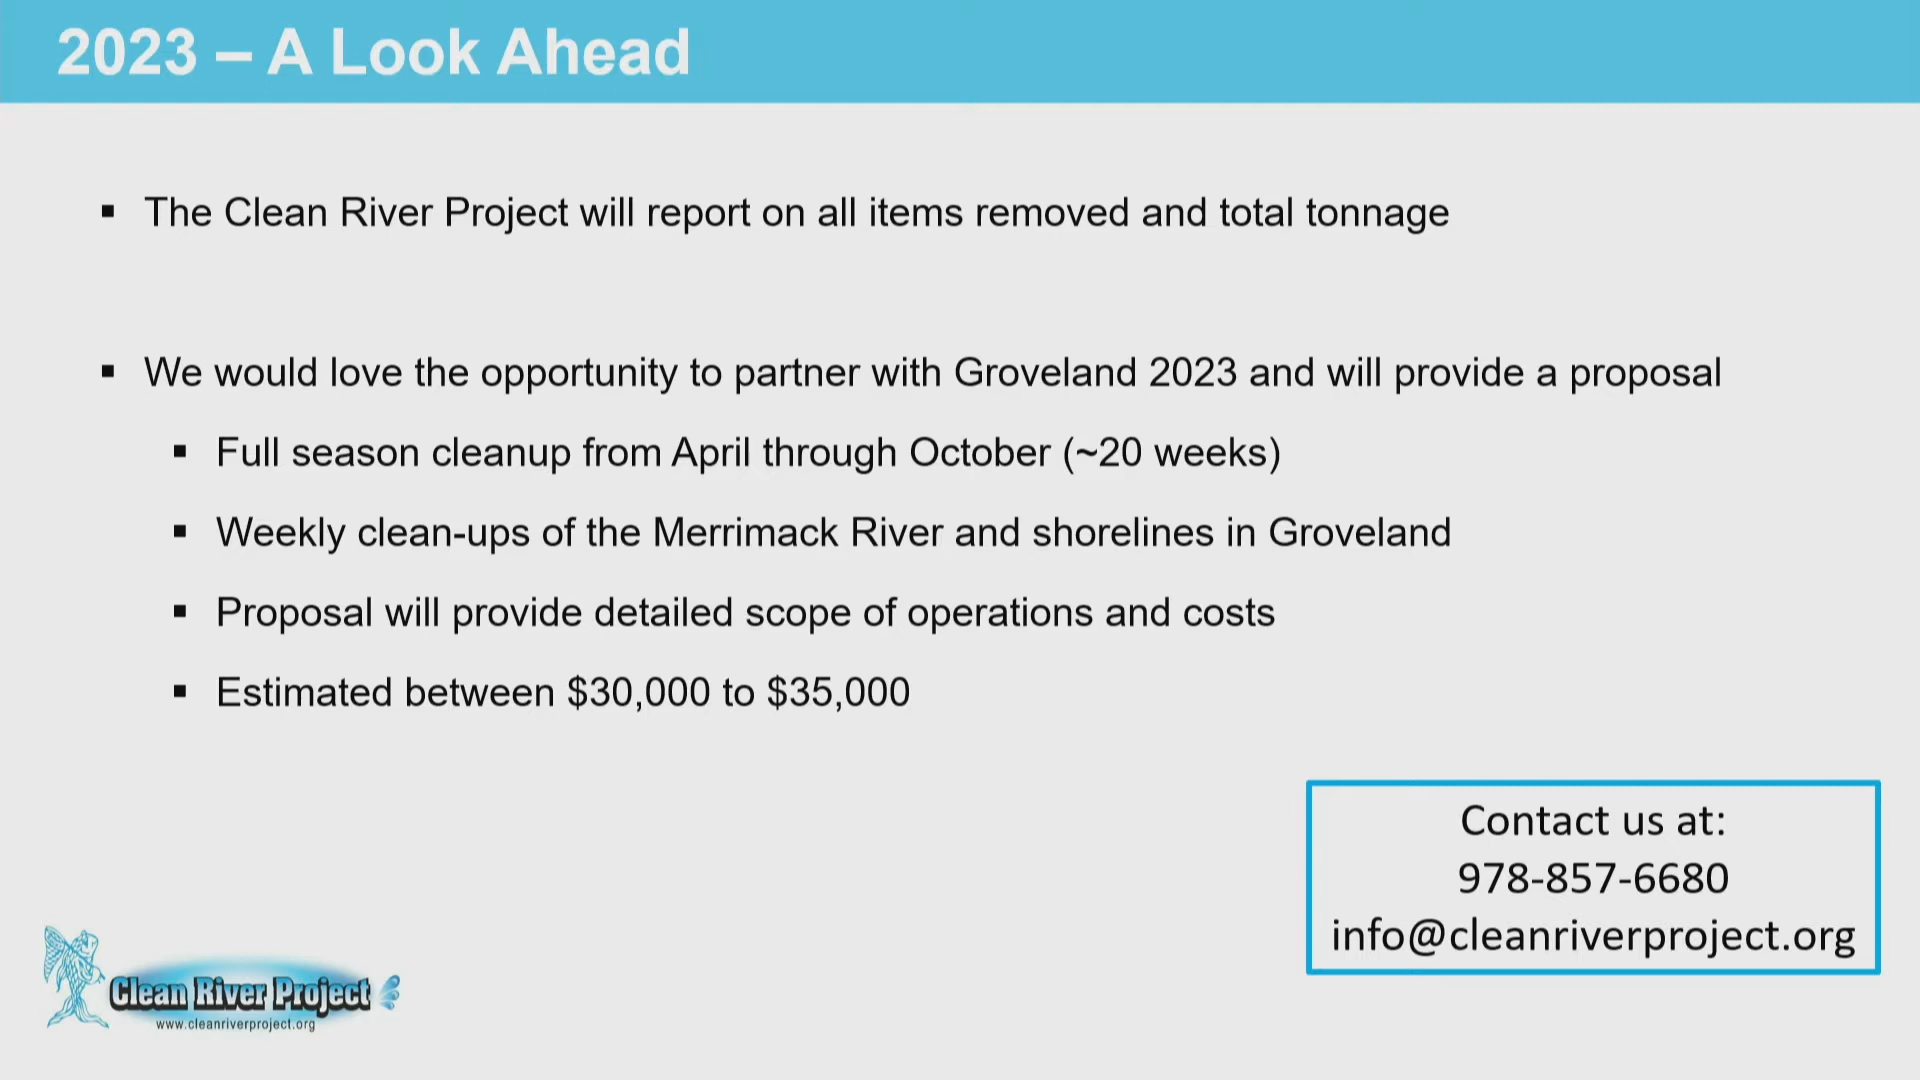 2023 – A Look Ahead
▪ The Clean River Project will report on all items removed and total tonnage
▪ We would love the opportunity to partner with Groveland 2023 and will provide a proposal
▪ Full season cleanup from April through October (~20 weeks)
▪ Weekly clean-ups of the Merrimack River and shorelines in Groveland
▪ Proposal will provide detailed scope of operations and costs
▪ Estimated between $30,000 to $35,000
Contact us at:
978-857-6680
info@cleanriverproject.org
Clean River Project
www.cleanriverproject.org